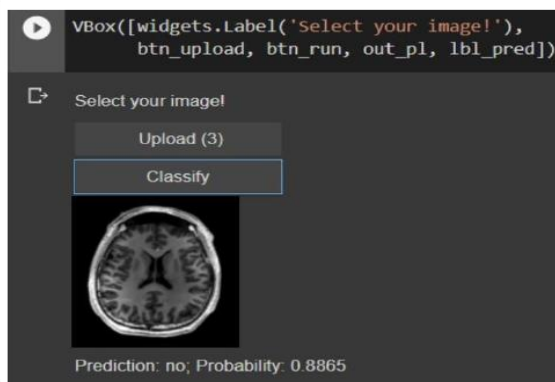 VBox([widgets.Label('Select your image!'),
btn_upload, btn_run, out_pl, lbl_pred])
Select your image!
Upload (3)
Classify
Prediction: no; Probability: 0.8865